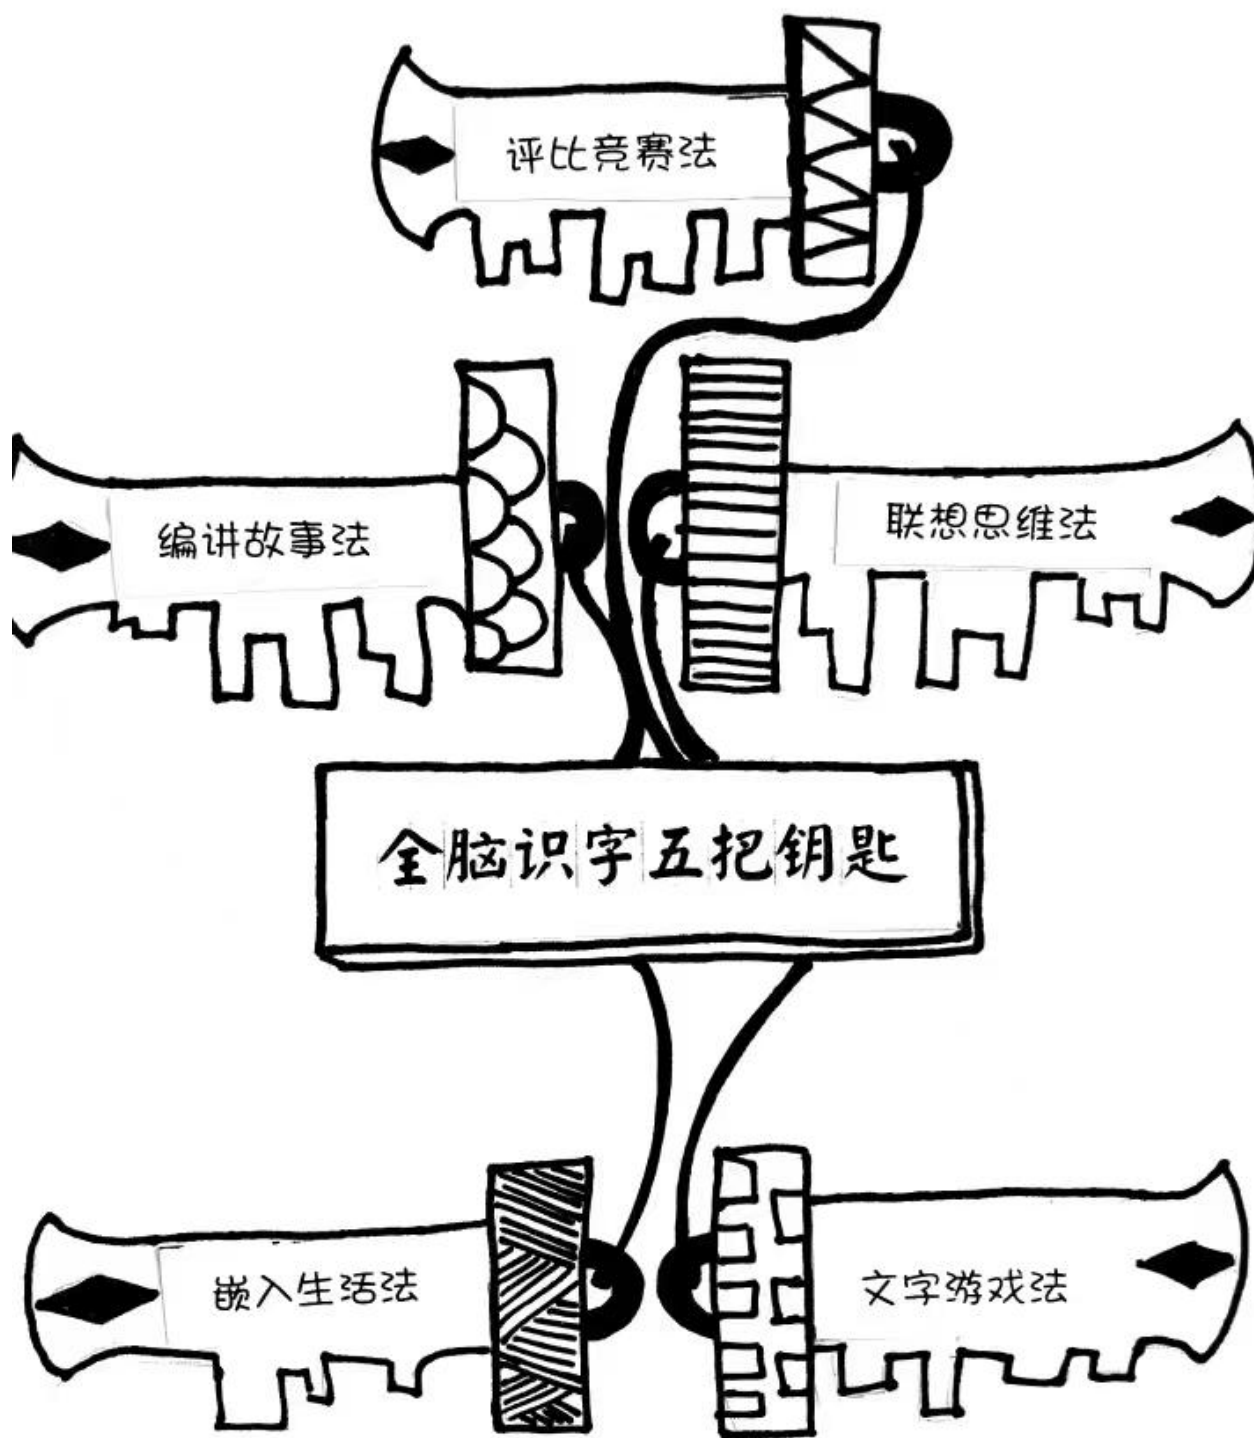 评比竞赛法
编讲故事法
联想思维法
全脑识字五把钥匙
嵌入生活法
文字游戏法